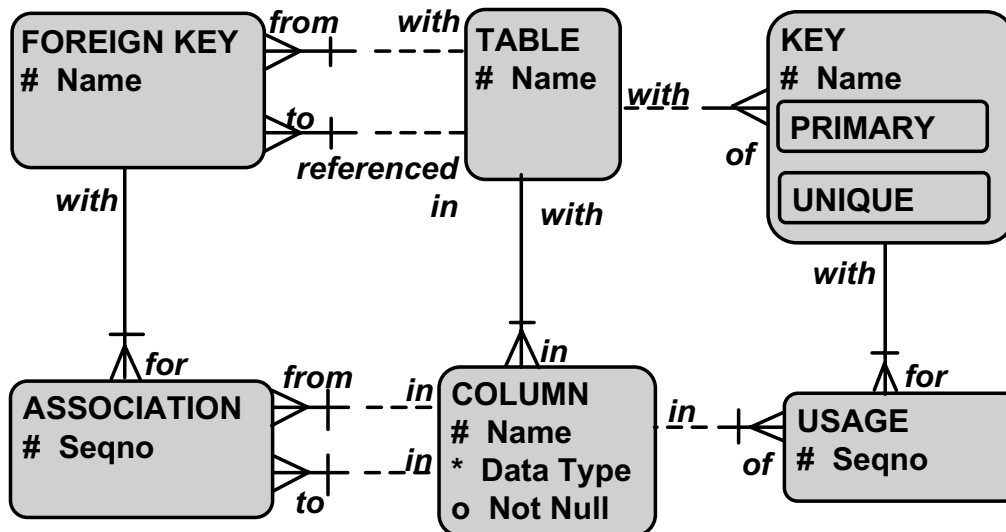 FOREIGN KEY
# Name
from
with
to
referenced
in
TABLE
# Name
with
of
KEY
# Name
PRIMARY
UNIQUE
with
for
with
in
with
for
ASSOCIATION
# Seqno
from
in
to
in
COLUMN
# Name
* Data Type
o Not Null
in
of
USAGE
# Seqno